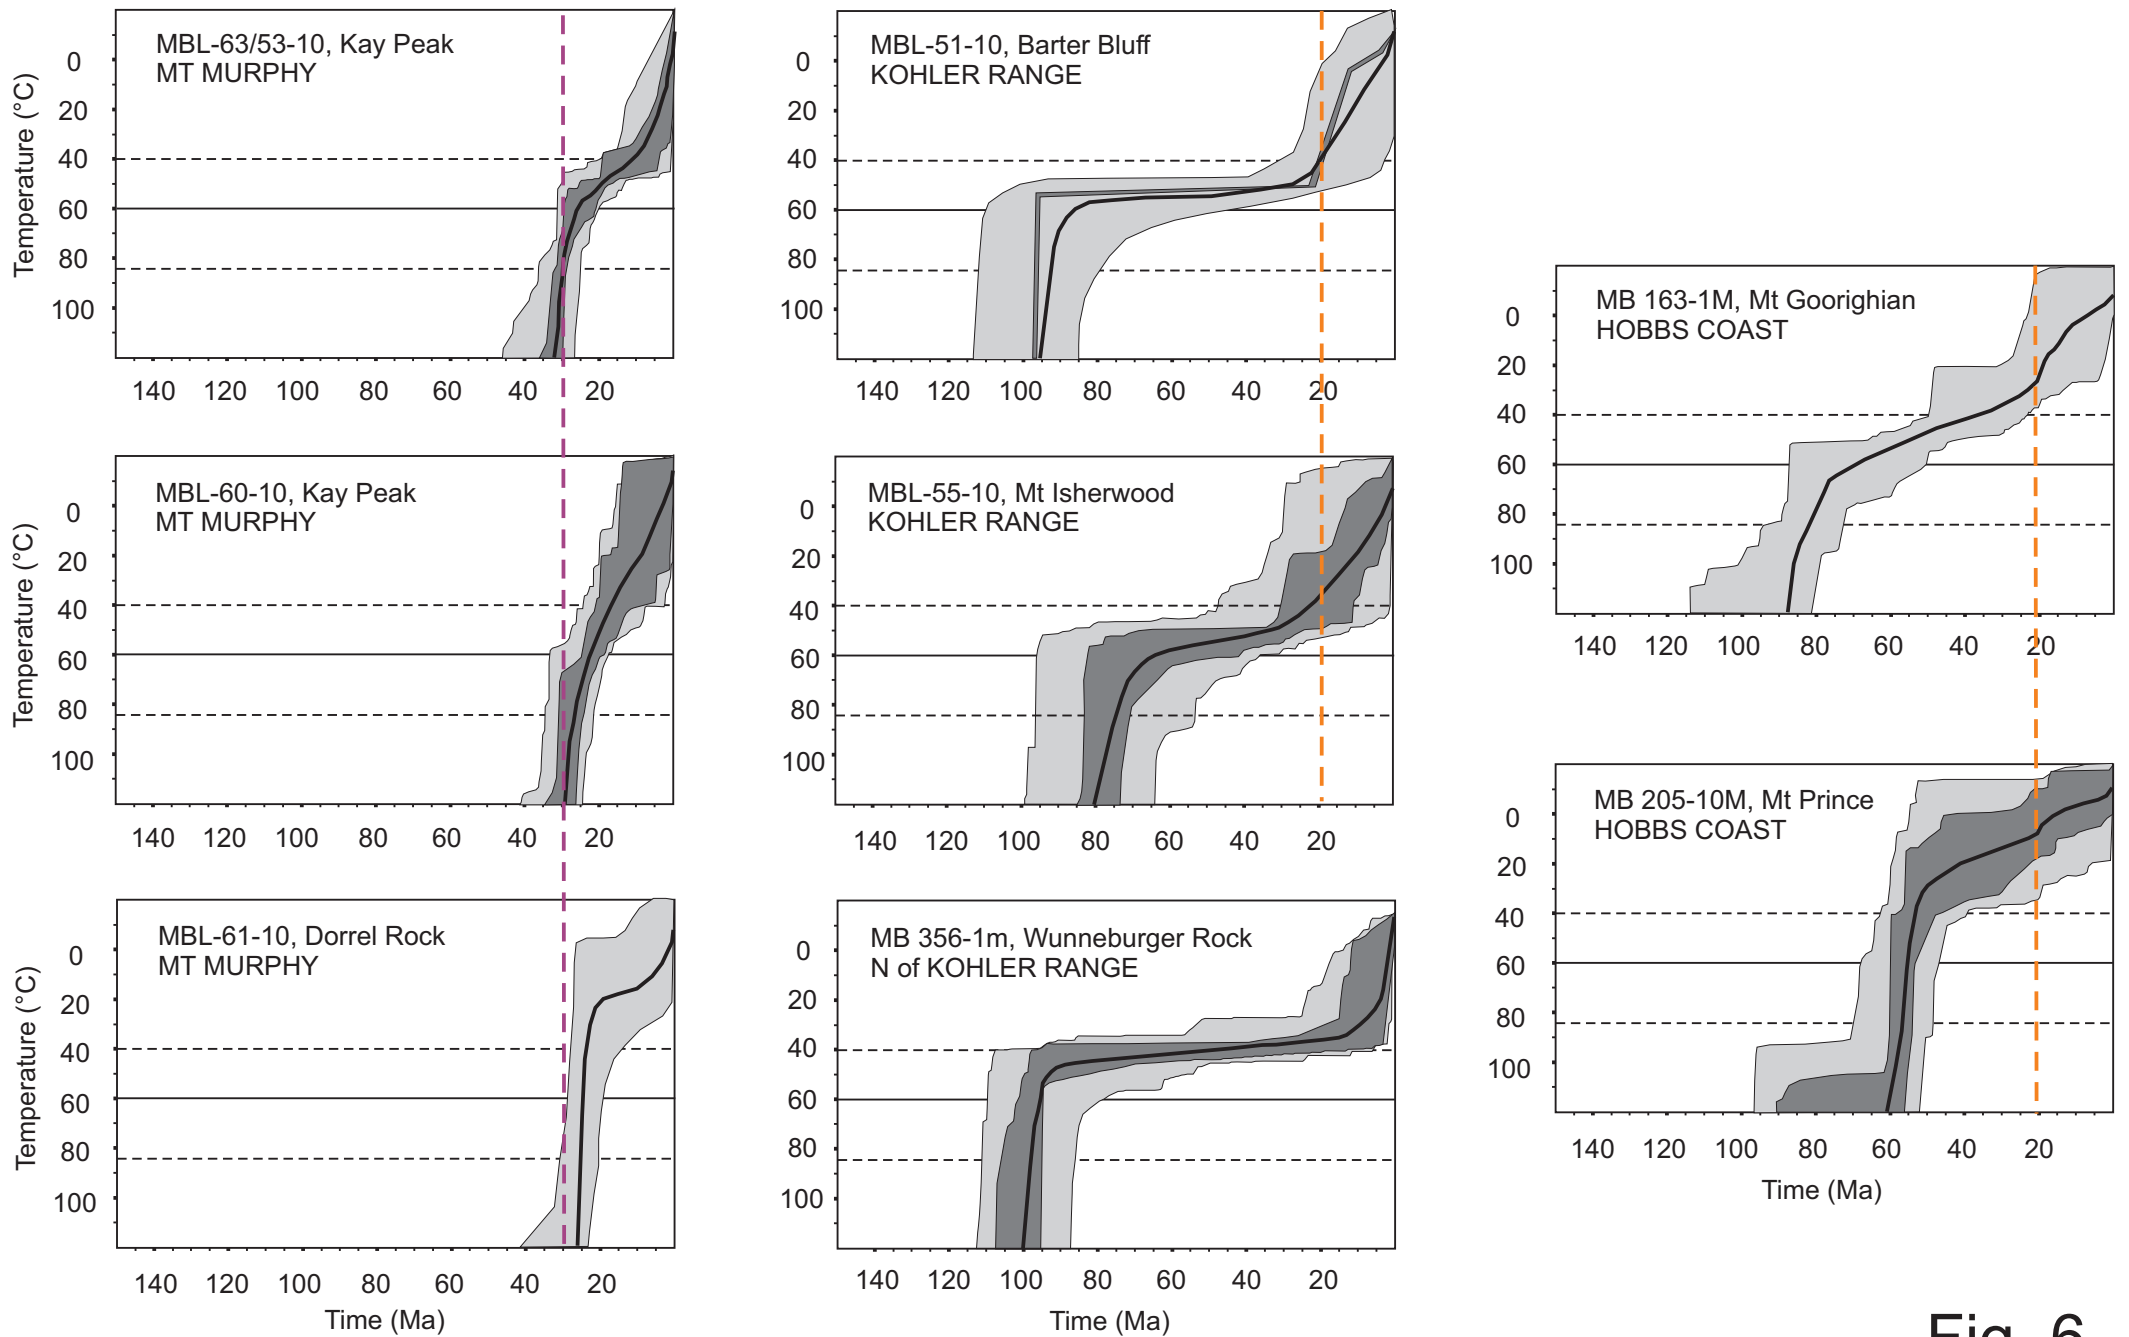 MBL-63/53-10, Kay Peak
MT MURPHY
Temperature (°C)
0
20
40
60
80
100
140 120 100 80 60 40 20
MBL-60-10, Kay Peak
MT MURPHY
Temperature (°C)
0
20
40
60
80
100
140 120 100 80 60 40 20
MBL-61-10, Dorrel Rock
MT MURPHY
Temperature (°C)
0
20
40
60
80
100
140 120 100 80 60 40 20
Time (Ma)
MBL-51-10, Barter Bluff
KOHLER RANGE
0
20
40
60
80
100
140 120 100 80 60 40 20
MBL-55-10, Mt Isherwood
KOHLER RANGE
0
20
40
60
80
100
140 120 100 80 60 40 20
MB 356-1m, Wunneburger Rock
N of KOHLER RANGE
0
20
40
60
80
100
140 120 100 80 60 40 20
Time (Ma)
MB 163-1M, Mt Goorighian
HOBBS COAST
0
20
40
60
80
100
140 120 100 80 60 40 20
MB 205-10M, Mt Prince
HOBBS COAST
0
20
40
60
80
100
140 120 100 80 60 40 20
Time (Ma)
Fig. 6